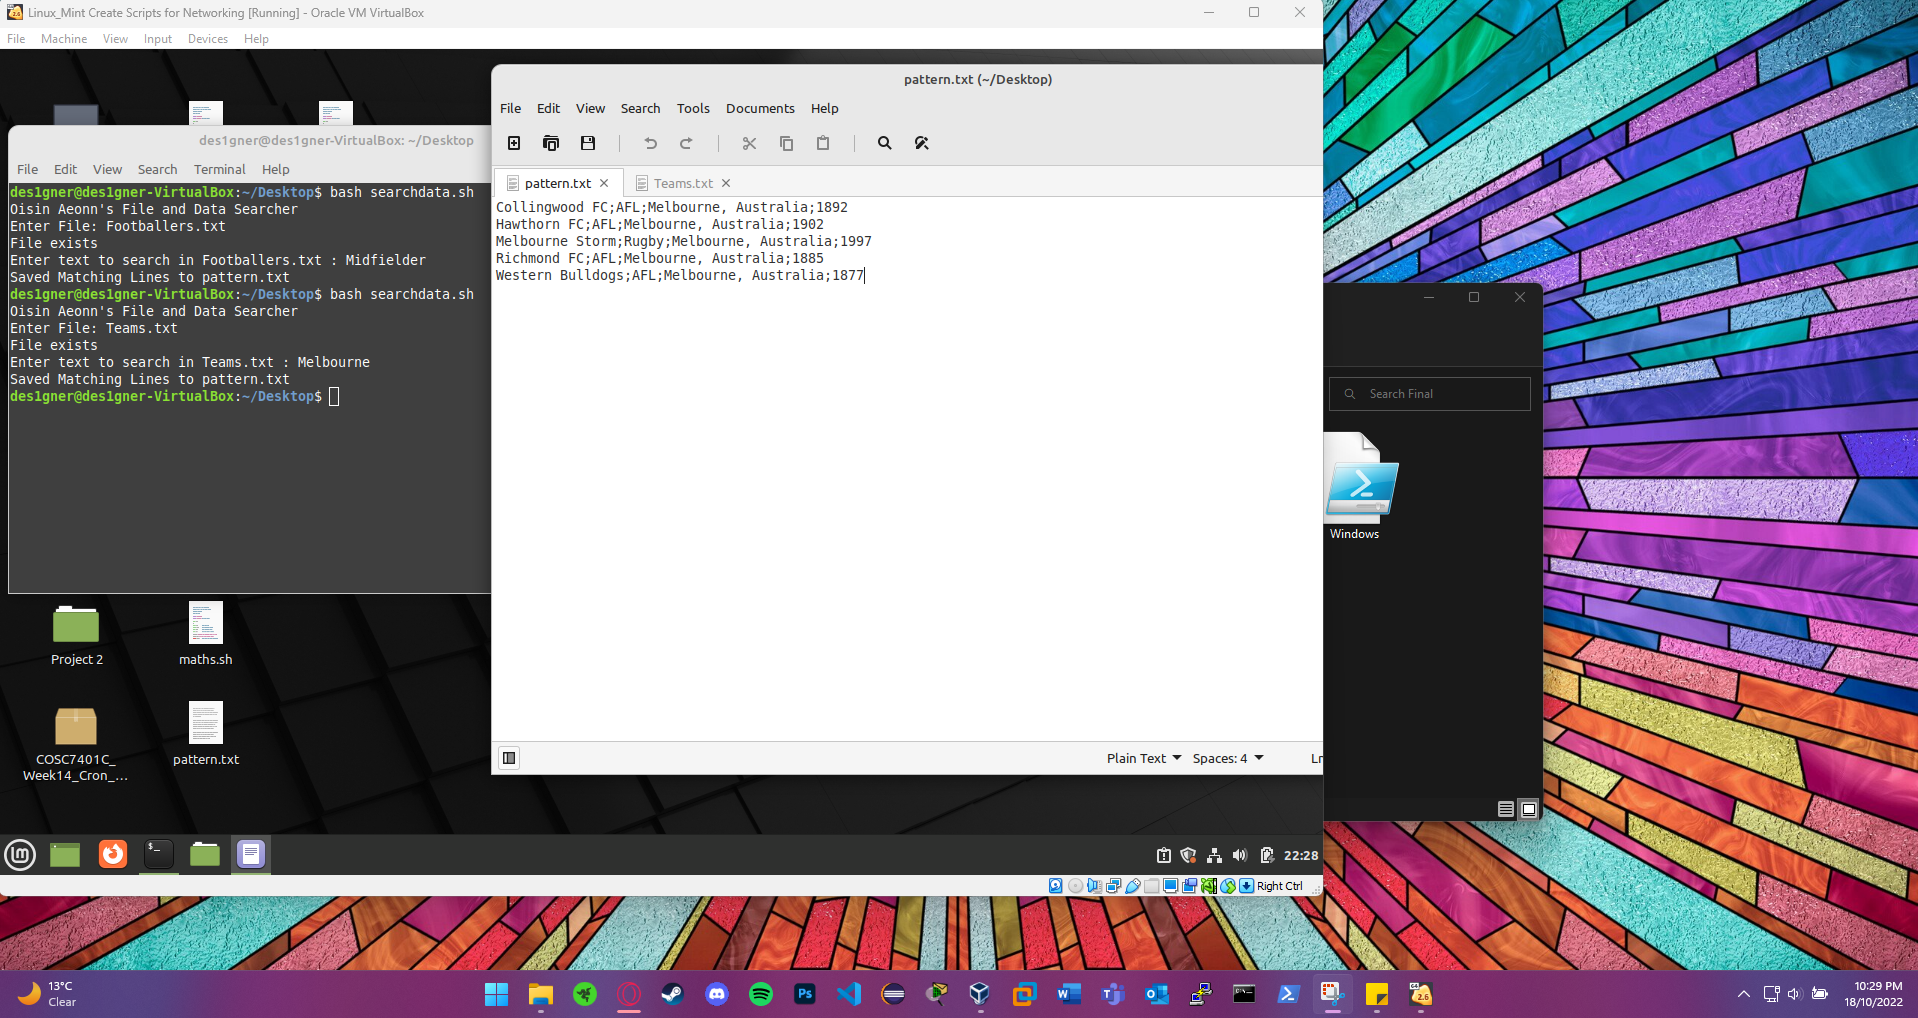 Linux_Mint Create Scripts for Networking [Running] - Oracle VM VirtualBox
File Machine View Input Devices Help
pattern.txt (~/Desktop)
File Edit View Search Tools Documents Help
pattern.txt
Teams.txt
Collingwood FC;AFL;Melbourne, Australia;1892
Hawthorn FC;AFL;Melbourne, Australia;1902
Melbourne Storm;Rugby;Melbourne, Australia;1997
Richmond FC;AFL;Melbourne, Australia;1885
Western Bulldogs;AFL;Melbourne, Australia;1877
Plain Text Spaces: 4 Ln
des1gner@des1gner-VirtualBox: ~/Desktop
File Edit View Search Terminal Help
des1gner@des1gner-VirtualBox:~/Desktop$ bash searchdata.sh
Oisin Aeonn's File and Data Searcher
Enter File: Footballers.txt
File exists
Enter text to search in Footballers.txt : Midfielder
Saved Matching Lines to pattern.txt
des1gner@des1gner-VirtualBox:~/Desktop$ bash searchdata.sh
Oisin Aeonn's File and Data Searcher
Enter File: Teams.txt
File exists
Enter text to search in Teams.txt : Melbourne
Saved Matching Lines to pattern.txt
des1gner@des1gner-VirtualBox:~/Desktop$
Project 2
maths.sh
COSC7401C_
Week14_Cron_...
pattern.txt
22:28
Right Ctrl
Search Final
Windows
13°C
Clear
10:29 PM
18/10/2022